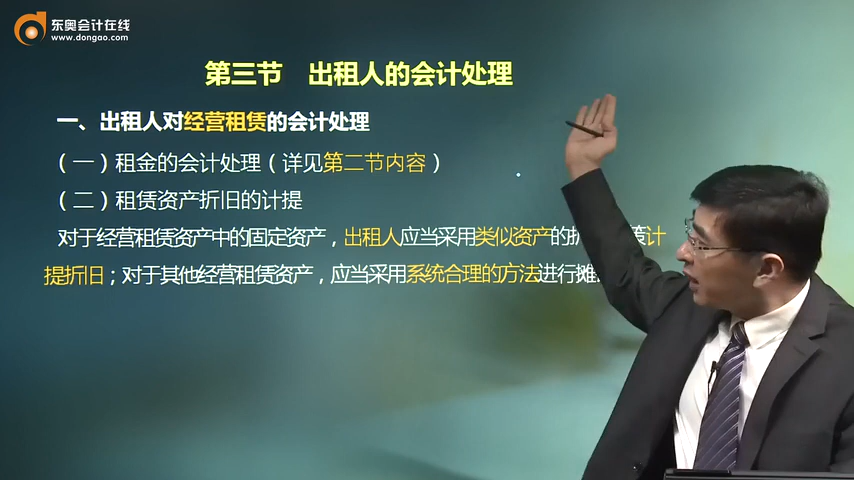 东奥会计在线
www.dongao.com
第三节 出租人的会计处理
一、出租人对经营租赁的会计处理
（一）租金的会计处理（详见第二节内容）
（二）租赁资产折旧的计提
对于经营租赁资产中的固定资产，出租人应当采用类似资产的折 计
提折旧；对于其他经营租赁资产，应当采用系统合理的方法进行摊